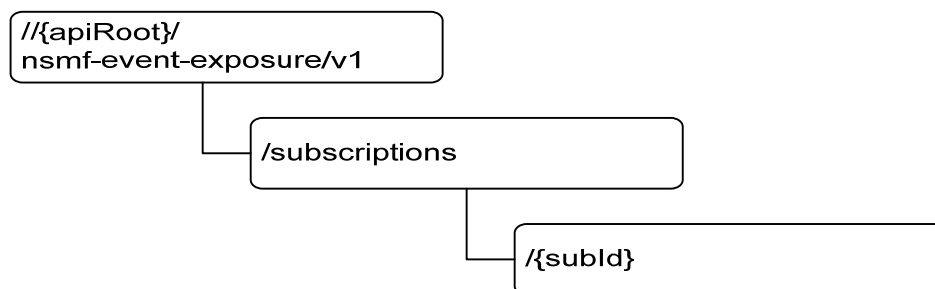 //{apiRoot}/
nsmf-event-exposure/v1
/subscriptions
/{subId}